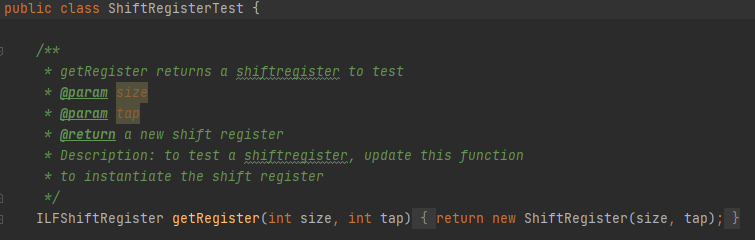 public class ShiftRegisterTest {
/**
* getRegister returns a shiftregister to test
* @param size
* @param tap
* @return a new shift register
* Description: to test a shiftregister, update this function
* to instantiate the shift register
*/
ILFShiftRegister getRegister(int size, int tap) { return new ShiftRegister(size, tap); }